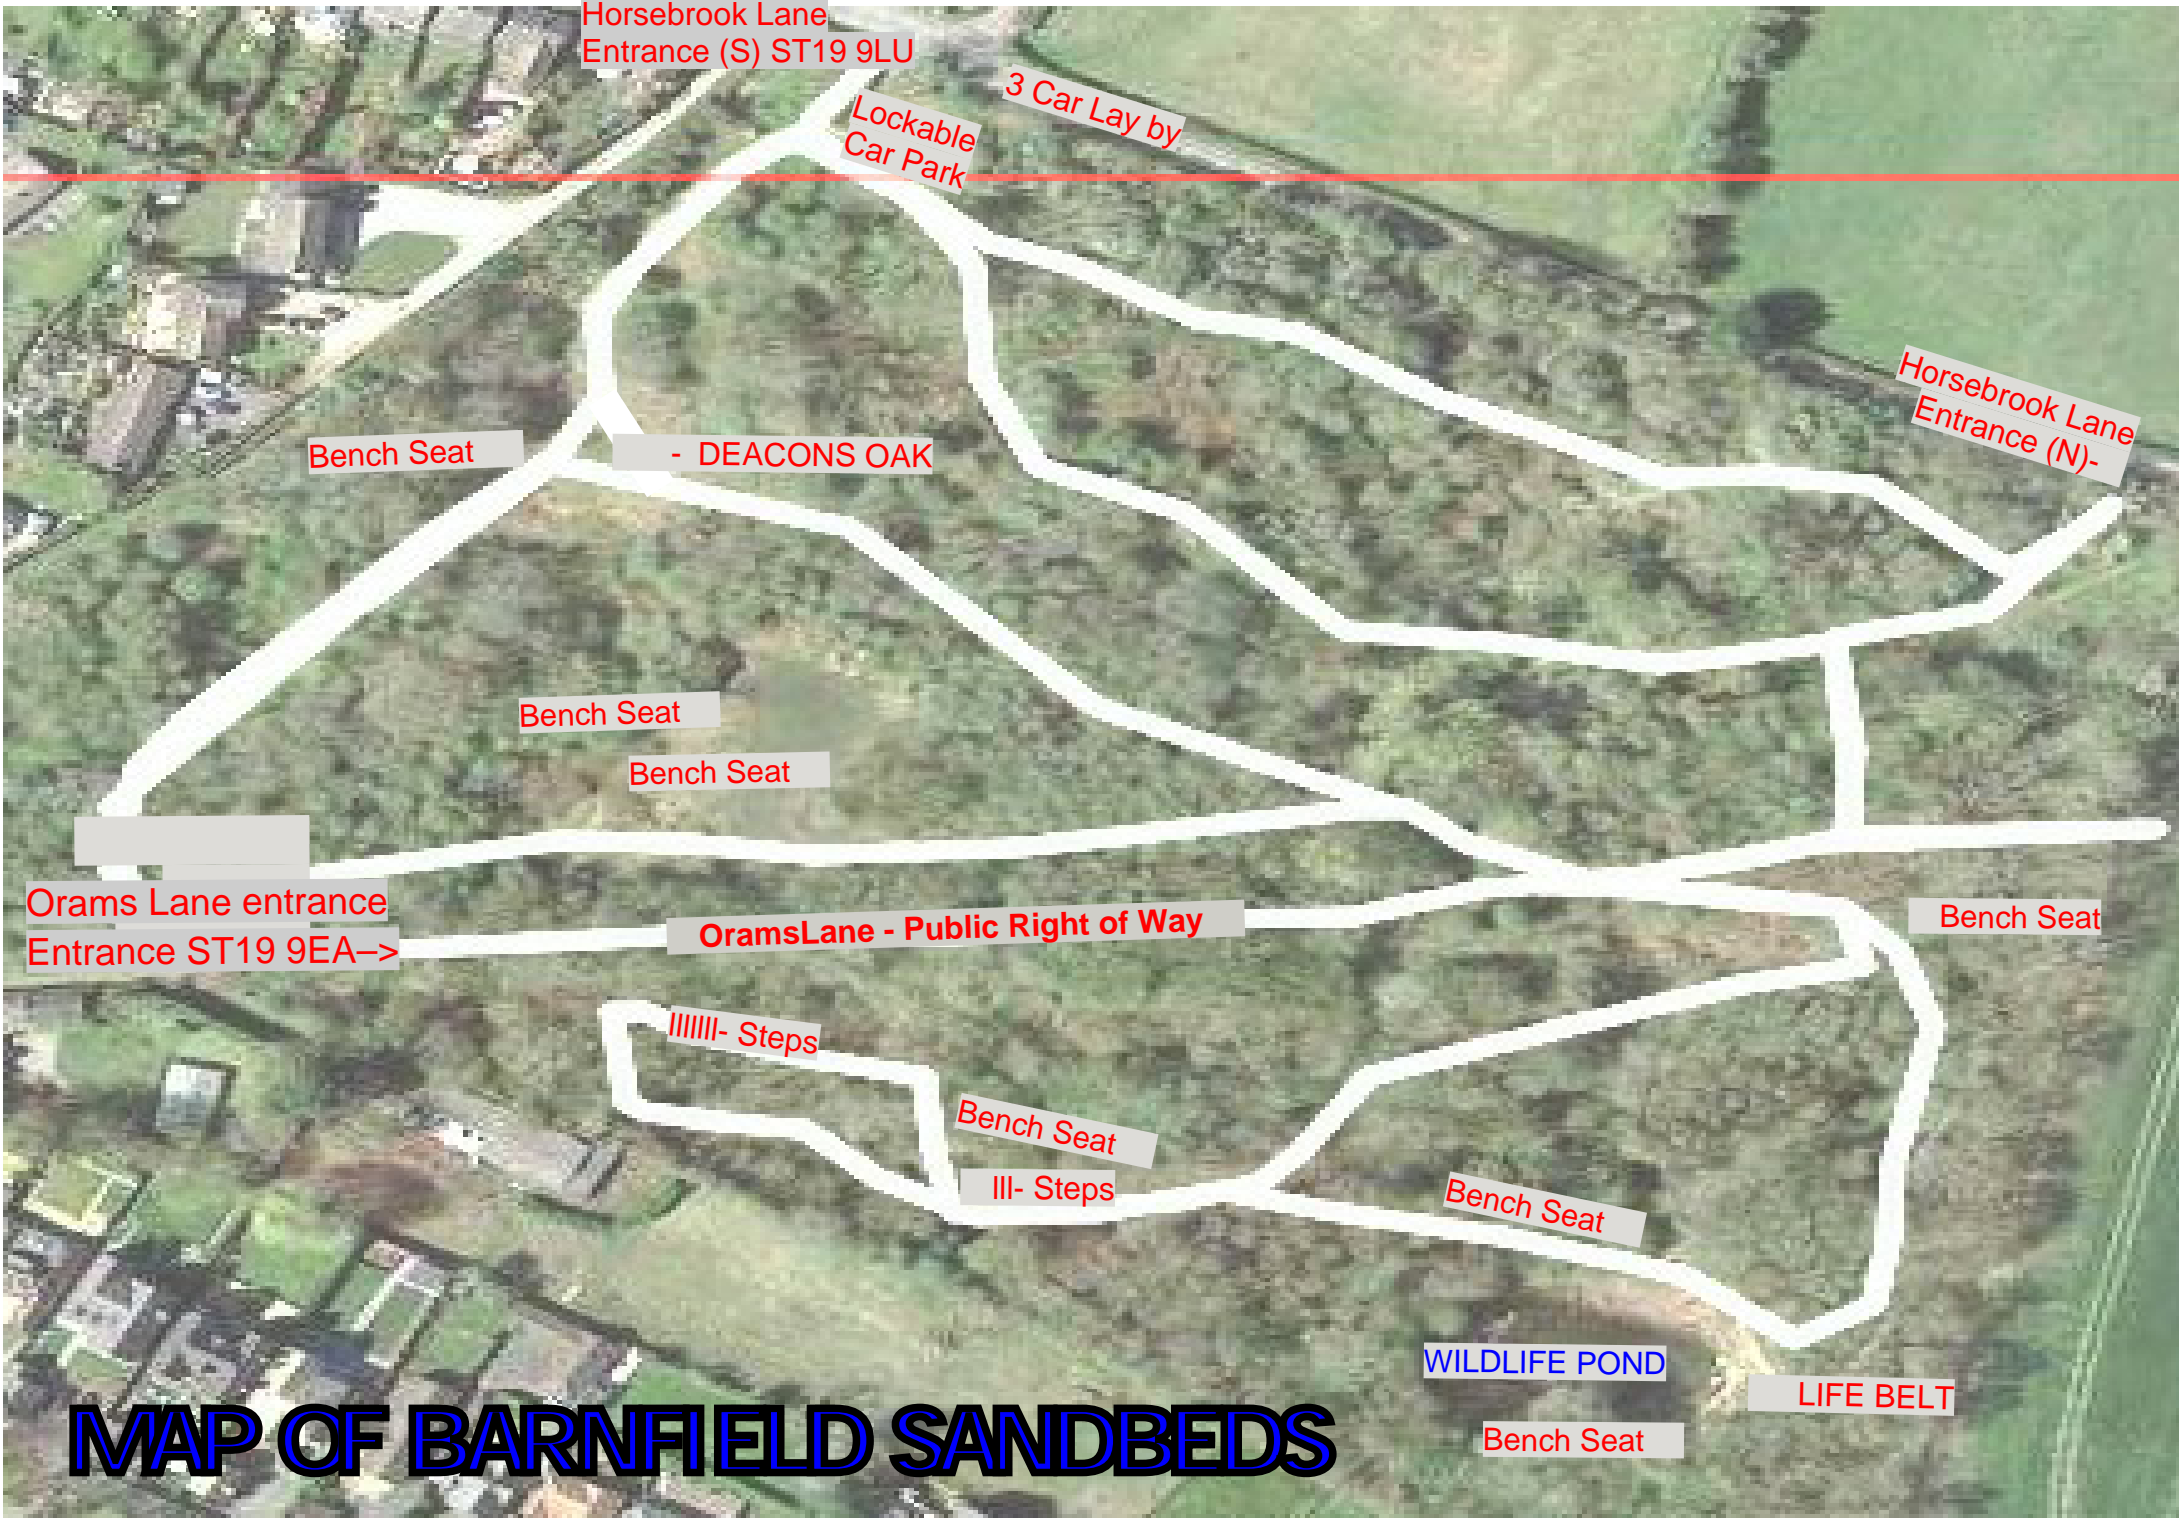 Horsebrook Lane
Entrance (S) ST19 9LU
3 Car Lay by
Lockable
Car Park
Horsebrook Lane
Entrance (N)-
Bench Seat
- DEACONS OAK
Bench Seat
Bench Seat
Orams Lane entrance
Entrance ST19 9EA–>
OramsLane - Public Right of Way
Bench Seat
IIIIIII- Steps
Bench Seat
III- Steps
Bench Seat
WILDLIFE POND
LIFE BELT
Bench Seat
MAP OF BARNFIELD SANDBEDS